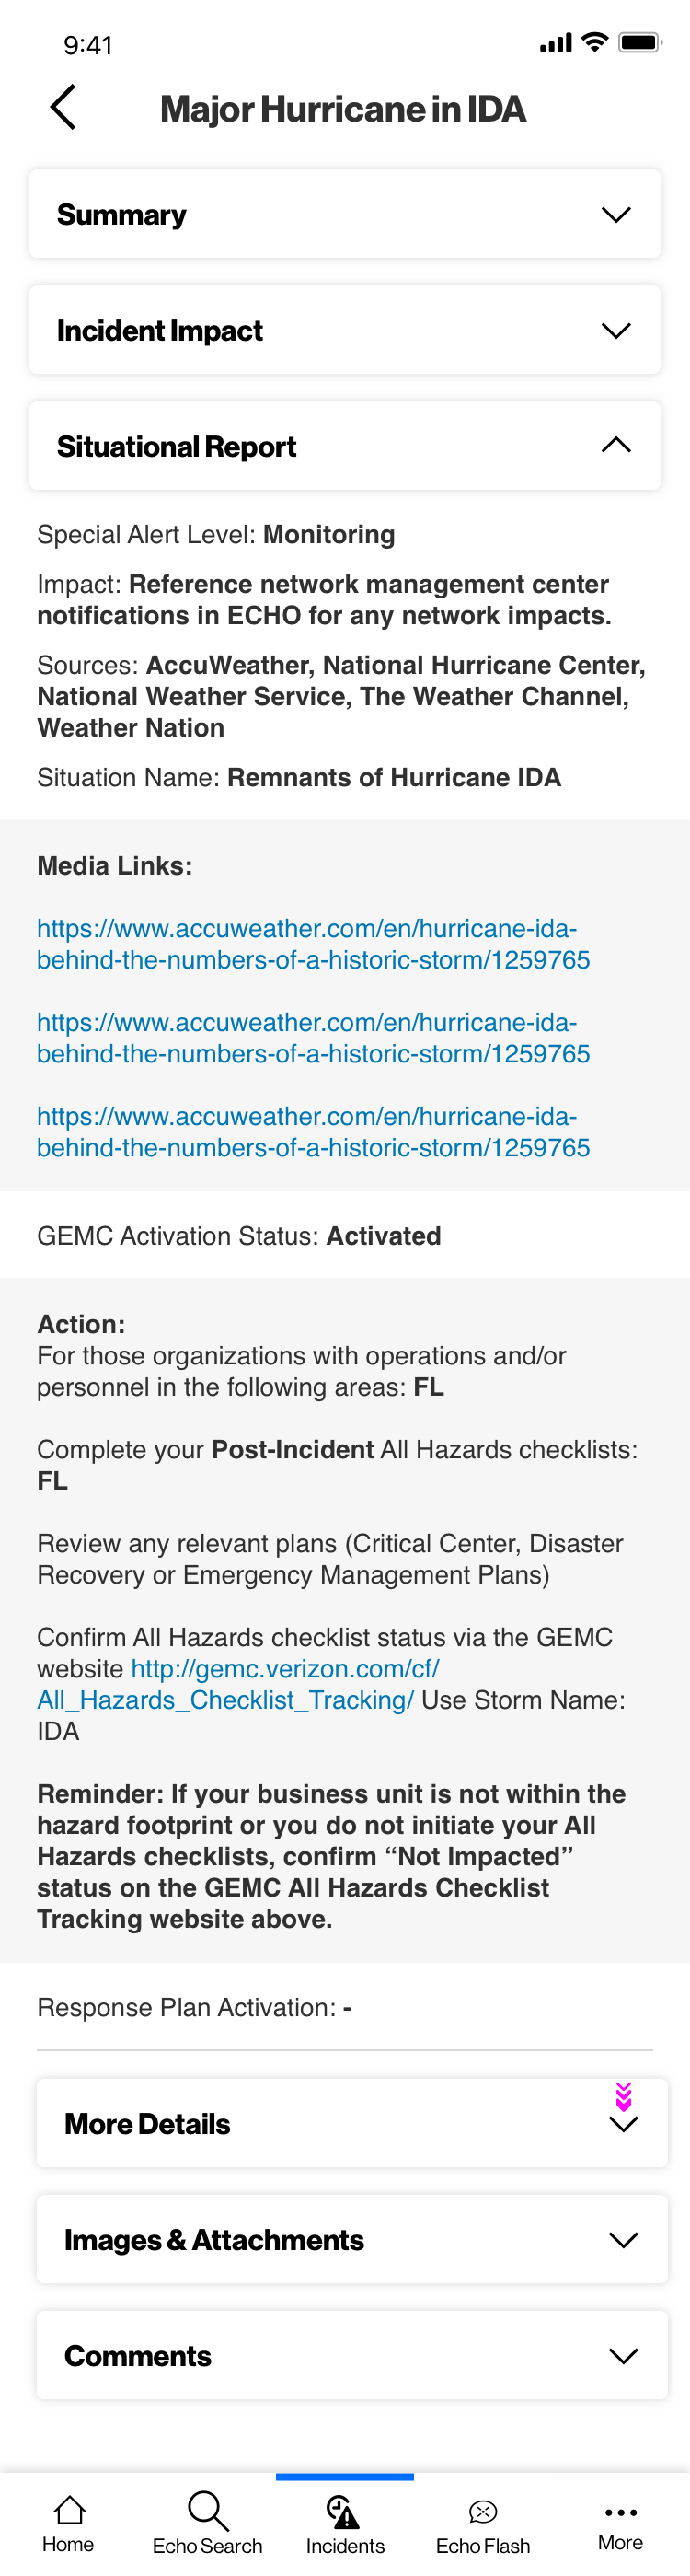 9:41
Major Hurricane in IDA
Summary
Incident Impact
Situational Report
Special Alert Level: Monitoring
Impact: Reference network management center
notifications in ECHO for any network impacts.
Sources: AccuWeather, National Hurricane Center,
National Weather Service, The Weather Channel,
Weather Nation
Situation Name: Remnants of Hurricane IDA
Media Links:
https://www.accuweather.com/en/hurricane-ida-
behind-the-numbers-of-a-historic-storm/1259765
https://www.accuweather.com/en/hurricane-ida-
behind-the-numbers-of-a-historic-storm/1259765
https://www.accuweather.com/en/hurricane-ida-
behind-the-numbers-of-a-historic-storm/1259765
GEMC Activation Status: Activated
Action:
For those organizations with operations and/or
personnel in the following areas: FL
Complete your Post-Incident All Hazards checklists:
FL
Review any relevant plans (Critical Center, Disaster
Recovery or Emergency Management Plans)
Confirm All Hazards checklist status via the GEMC
website http://gemc.verizon.com/cf/
All_Hazards_Checklist_Tracking/ Use Storm Name:
IDA
Reminder: If your business unit is not within the
hazard footprint or you do not initiate your All
Hazards checklists, confirm “Not Impacted”
status on the GEMC All Hazards Checklist
Tracking website above.
Response Plan Activation: -
More Details
Images & Attachments
Comments
Home
Echo Search
Incidents
Echo Flash
More